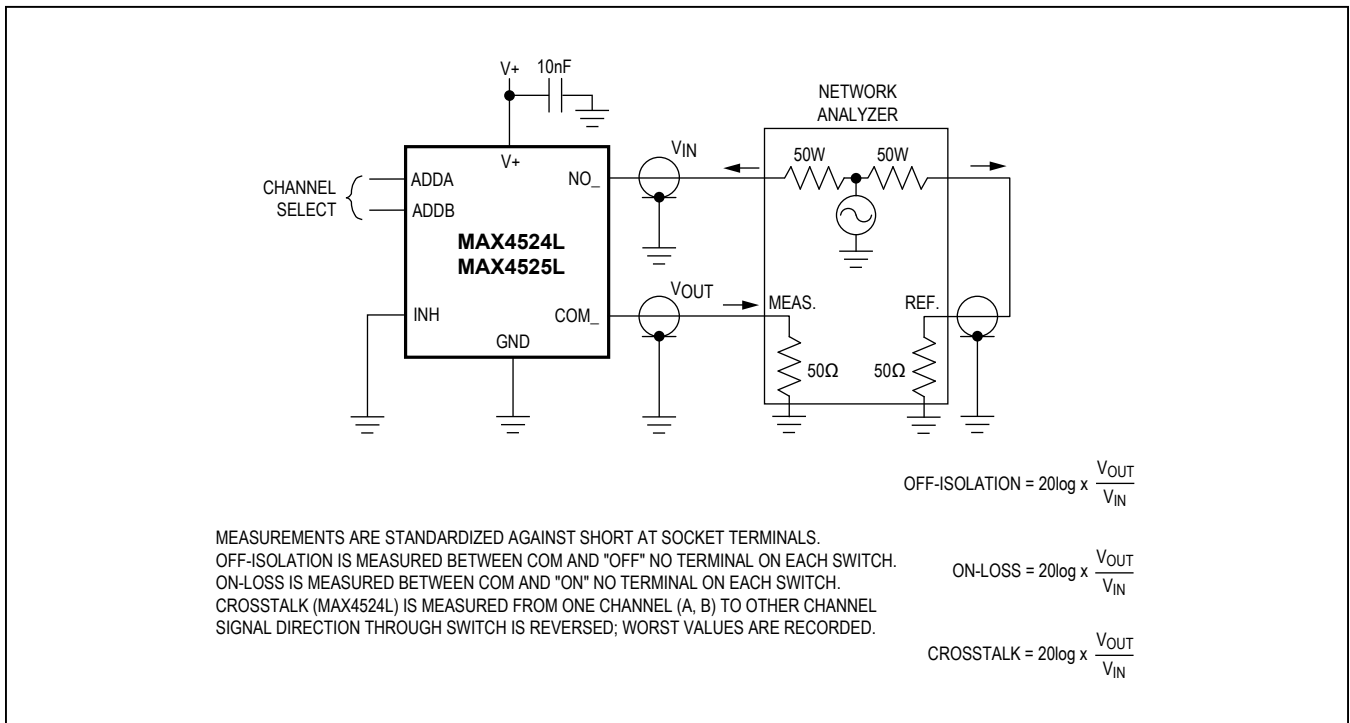 V+ 10nF
NETWORK
ANALYZER
V+
VIN
50W 50W
CHANNEL
SELECT
ADDA
ADDB
NO_
MAX4524L
MAX4525L
VOUT
MEAS. REF.
INH
COM_
GND
50Ω 50Ω
OFF-ISOLATION = 20log x VOUT
VIN
MEASUREMENTS ARE STANDARDIZED AGAINST SHORT AT SOCKET TERMINALS.
OFF-ISOLATION IS MEASURED BETWEEN COM AND "OFF" NO TERMINAL ON EACH SWITCH.
ON-LOSS IS MEASURED BETWEEN COM AND "ON" NO TERMINAL ON EACH SWITCH.
CROSSTALK (MAX4524L) IS MEASURED FROM ONE CHANNEL (A, B) TO OTHER CHANNEL
SIGNAL DIRECTION THROUGH SWITCH IS REVERSED; WORST VALUES ARE RECORDED.
ON-LOSS = 20log x VOUT
VIN
CROSSTALK = 20log x VOUT
VIN